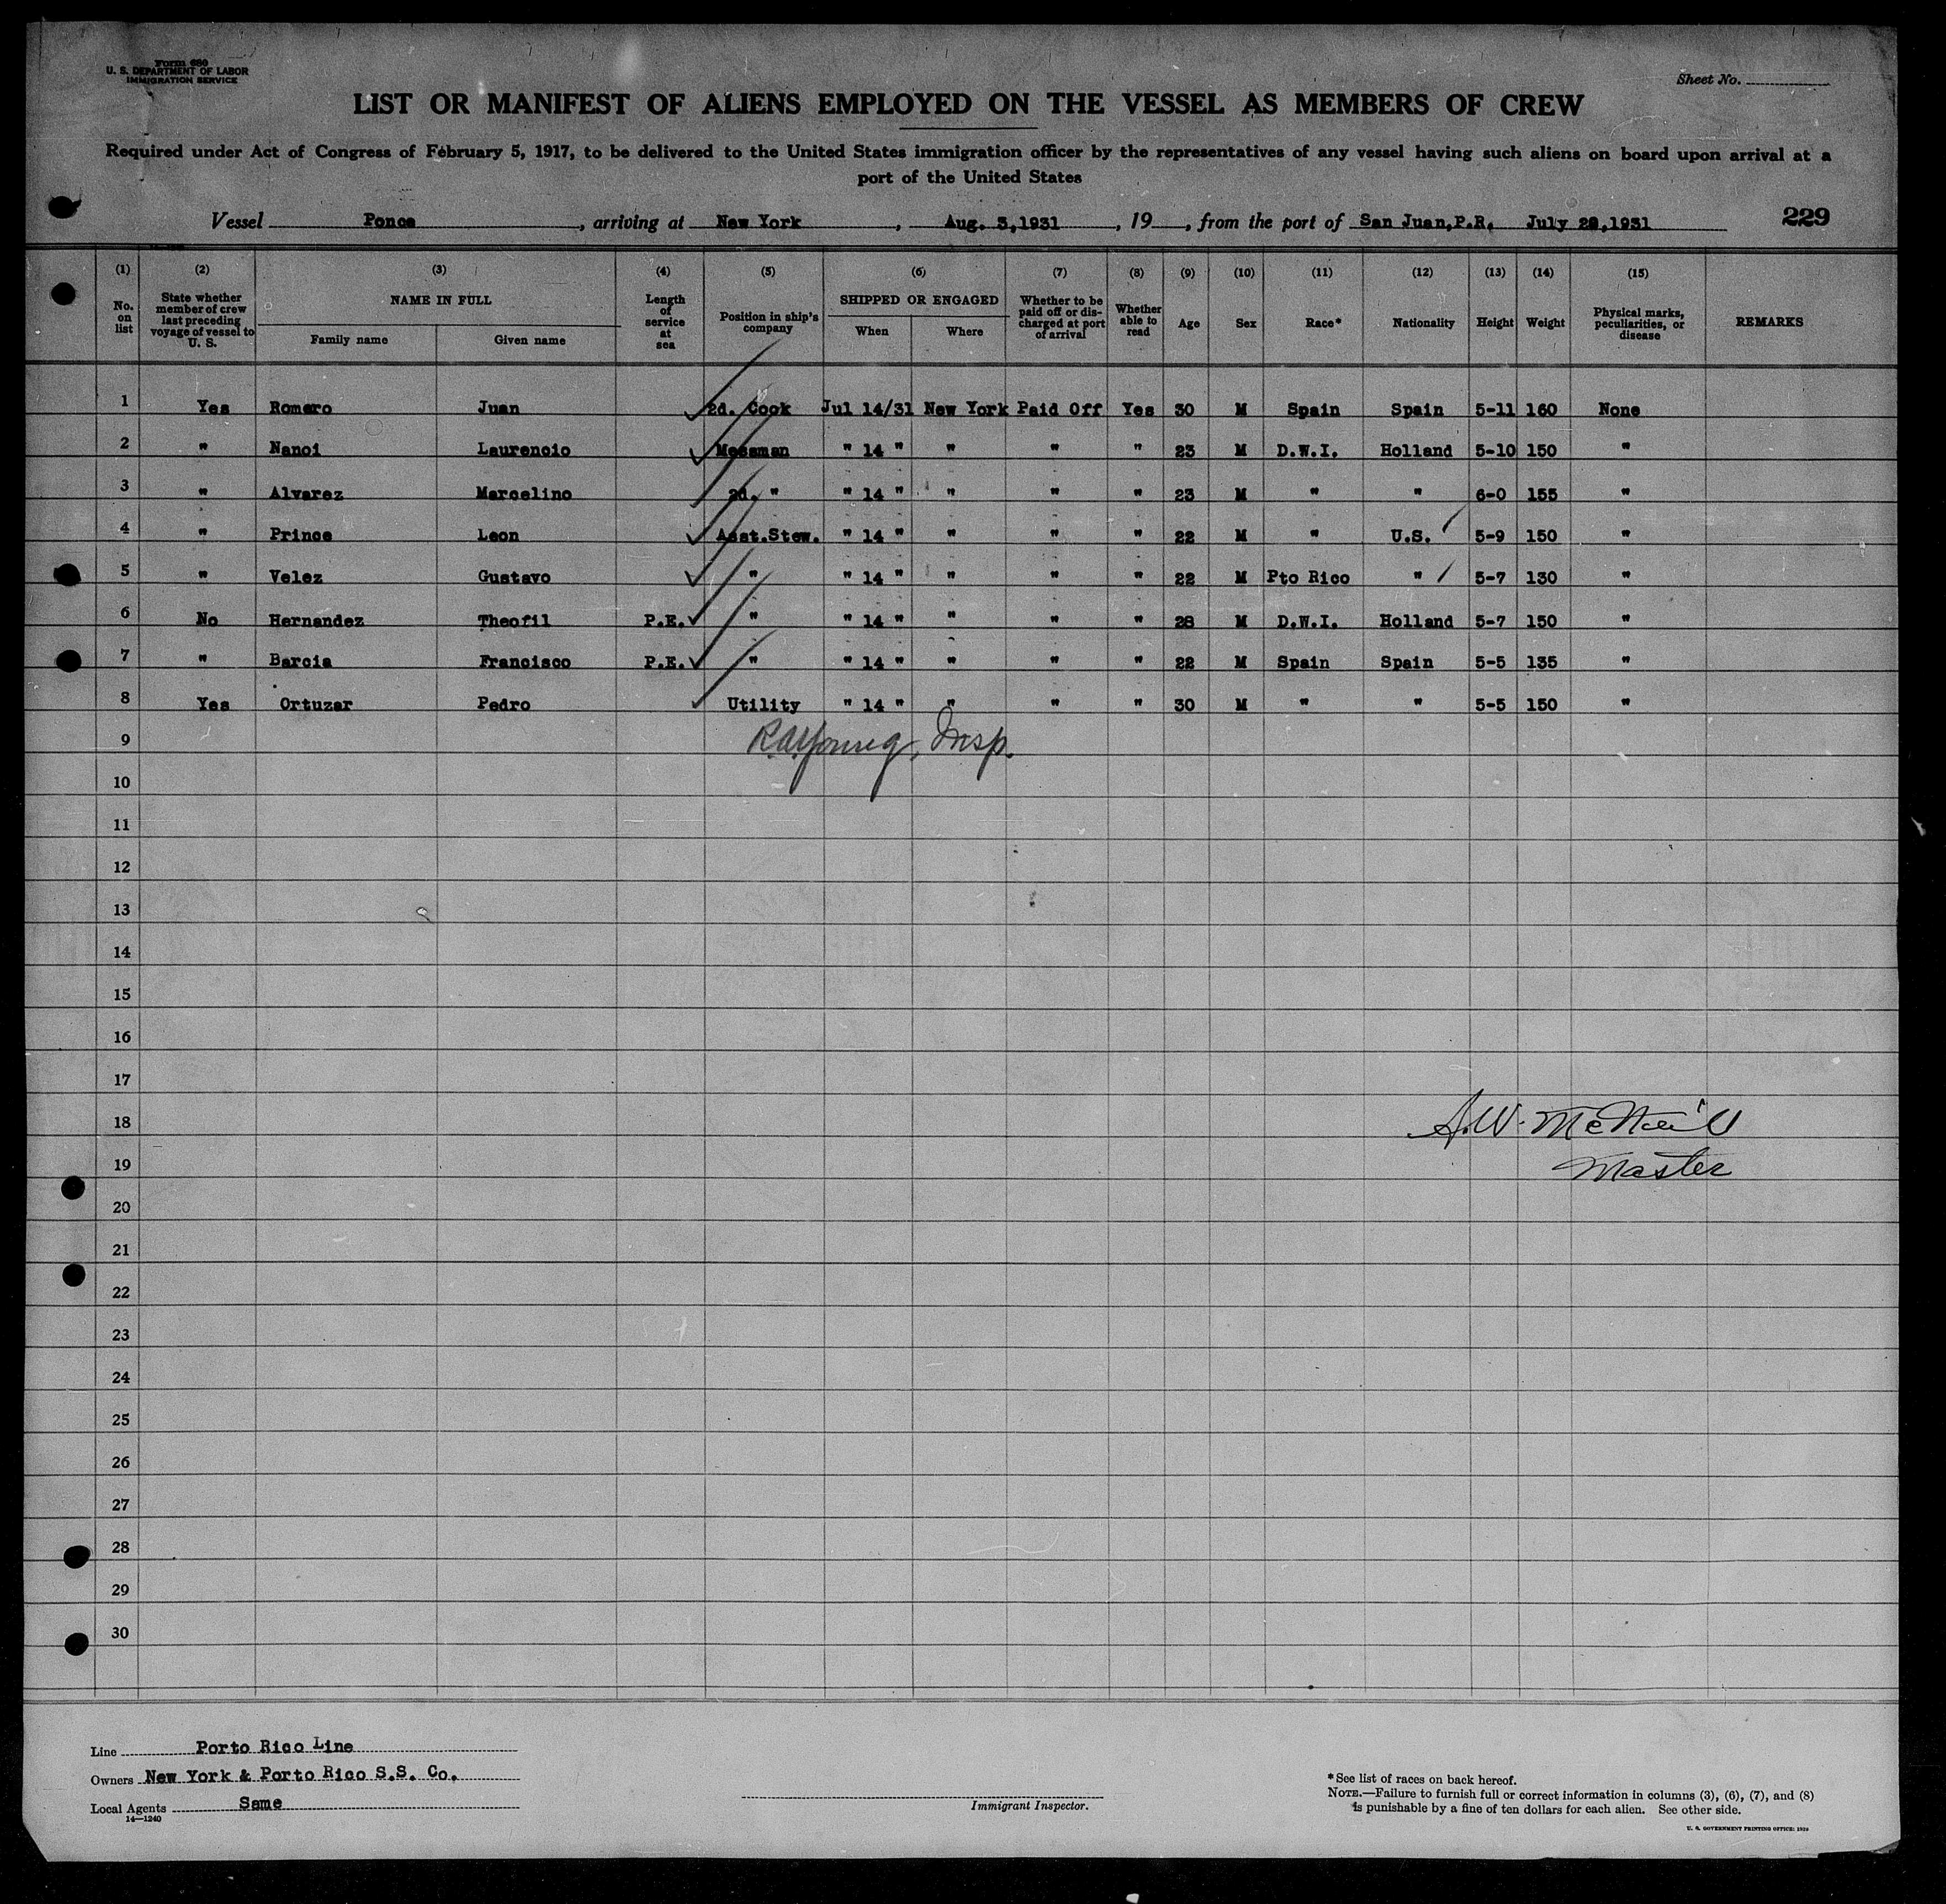 Form 680
U. S. DEPARTMENT OF LABOR
IMMIGRATION SERVICE
Sheet No.
LIST OR MANIFEST OF ALIENS EMPLOYED ON THE VESSEL AS MEMBERS OF CREW
Required under Act of Congress of February 5, 1917, to be delivered to the United States immigration officer by the representatives of any vessel having such aliens on board upon arrival at a
port of the United States
Vessel Ponce, arriving at New York, Aug. 3,1931, 19, from the port of San Juan,P.R. July 29,1931 229
(1) (2) (3) (4) (5) (6) (7) (8) (9) (10) (11) (12) (13) (14) (15)
No. on list State whether member of crew last preceding voyage of vessel to U. S. NAME IN FULL Family name Given name Length of service at sea Position in ship's company SHIPPED OR ENGAGED When Where Whether to be paid off or discharged at port of arrival Whether able to read Age Sex Race* Nationality Height Weight Physical marks, peculiarities, or disease REMARKS
1 Yes Romero Juan 2d. Cook Jul 14/31 New York Paid Off Yes 30 M Spain Spain 5-11 160 None
2 " Nanoi Laurencio Messman " 14 " " " " 23 M D.W.I. Holland 5-10 150 "
3 " Alvarez Marcelino 2d. " " 14 " " " " 23 M " " 6-0 155 "
4 " Prince Leon Asst.Stew. " 14 " " " " 22 M " U.S. 5-9 150 "
5 " Velez Gustavo " " 14 " " " " 22 M Pto Rico " 5-7 130 "
6 No Hernandez Theofil P.E. " " 14 " " " " 28 M D.W.I. Holland 5-7 150 "
7 " Barcia Francisco P.E. " " 14 " " " " 22 M Spain Spain 5-5 135 "
8 Yes Ortuzar Pedro Utility " 14 " " " " 30 M " " 5-5 150 "
9 R.A. Young, Insp.
10
11
12
13
14
15
16
17
18 A.W. McNeill
19 Master
20
21
22
23
24
25
26
27
28
29
30
Line Porto Rico Line
Owners New York & Porto Rico S.S. Co.
Local Agents Same
14—1240
Immigrant Inspector.
*See list of races on back hereof.
NOTE.—Failure to furnish full or correct information in columns (3), (6), (7), and (8)
is punishable by a fine of ten dollars for each alien. See other side.
U. S. GOVERNMENT PRINTING OFFICE: 1929